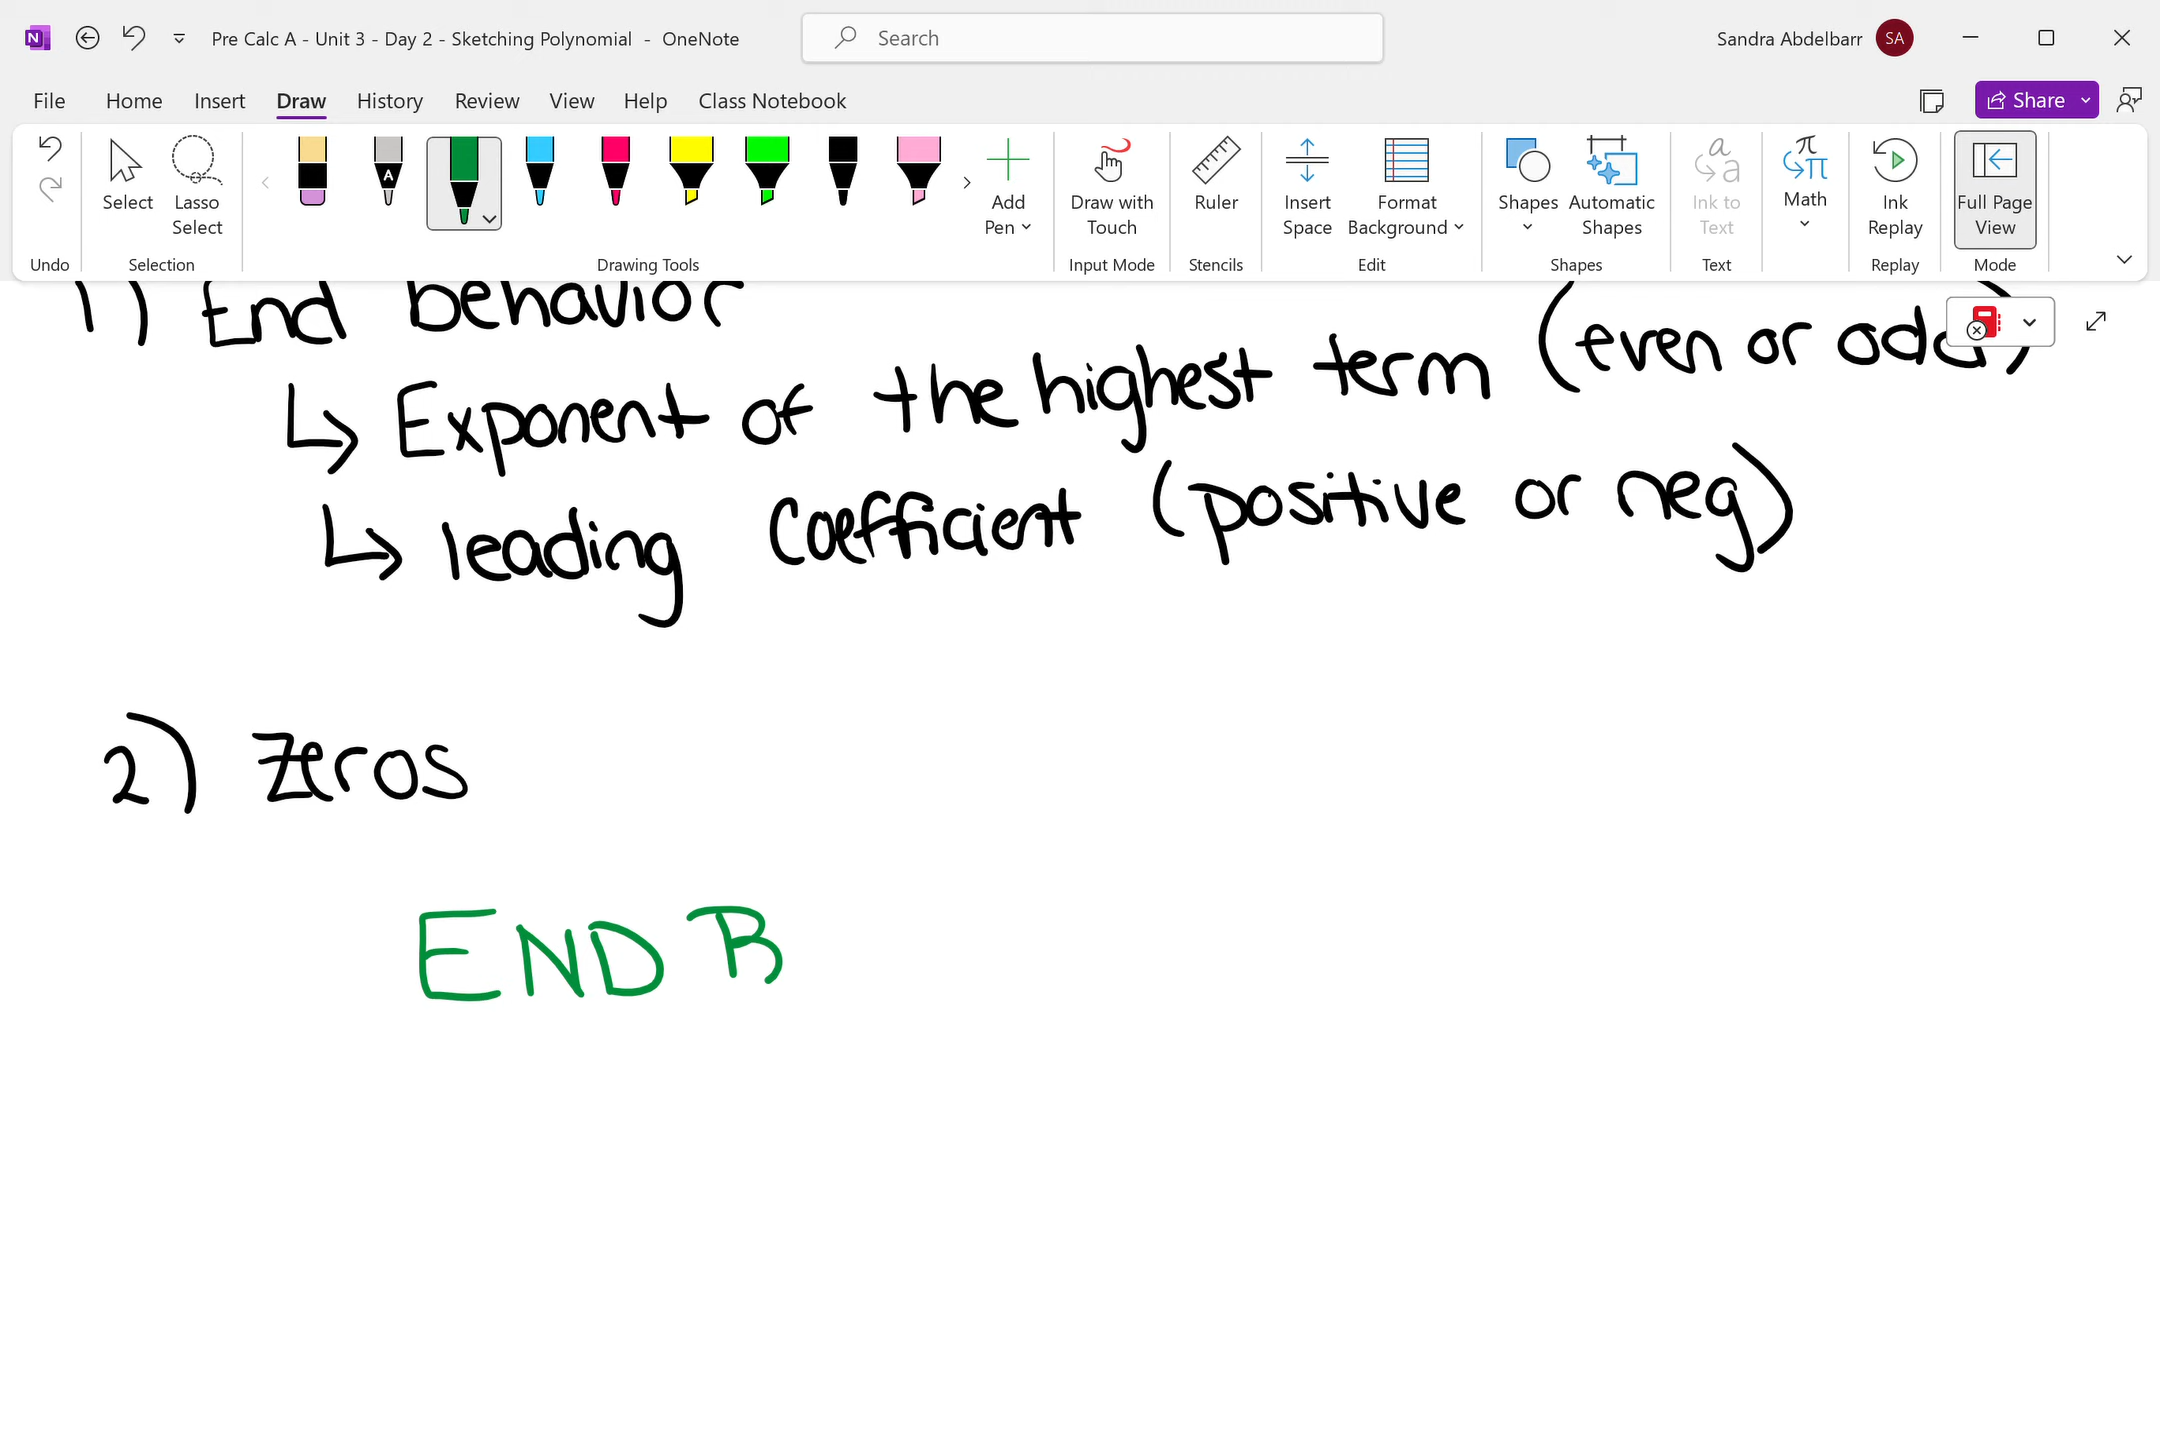 Pre Calc A - Unit 3 - Day 2 - Sketching Polynomial - OneNote
Search
Sandra Abdelbarr SA
File Home Insert Draw History Review View Help Class Notebook
Share
Select
Lasso Select
A
Add Pen
Draw with Touch
Ruler
Insert Space
Format Background
Shapes
Automatic Shapes
Ink to Text
Math
Ink Replay
Full Page View
Undo Selection Drawing Tools Input Mode Stencils Edit Shapes Text Replay Mode
1) End behavior
↳ Exponent of the highest term (even or odd)
↳ leading coefficient (positive or neg)
2) Zeros
END B